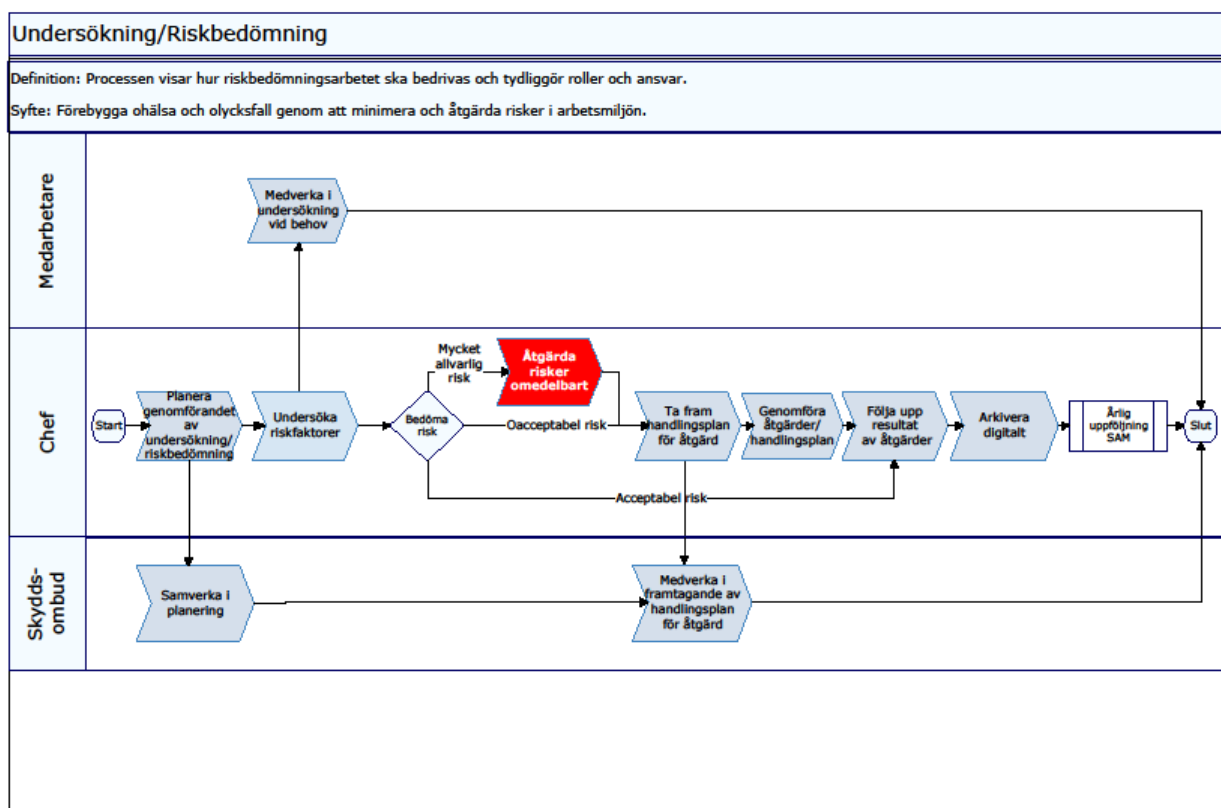 Undersökning/Riskbedömning
Definition: Processen visar hur riskbedömningsarbetet ska bedrivas och tydliggör roller och ansvar.
Syfte: Förebygga ohälsa och olycksfall genom att minimera och åtgärda risker i arbetsmiljön.
Medarbetare
Medverka i
undersökning
vid behov
Chef
Start
Planera
genomförandet
av
undersökning/
riskbedömning
Undersöka
riskfaktorer
Bedöma
risk
Mycket
allvarlig
risk
Åtgärda
risker
omedelbart
Oacceptabel risk
Acceptabel risk
Ta fram
handlingsplan
för åtgärd
Genomföra
åtgärder/
handlingsplan
Följa upp
resultat
av åtgärder
Arkivera
digitalt
Årlig
uppföljning
SAM
Slut
Skydds-
ombud
Samverka i
planering
Medverka i
framtagande av
handlingsplan
för åtgärd